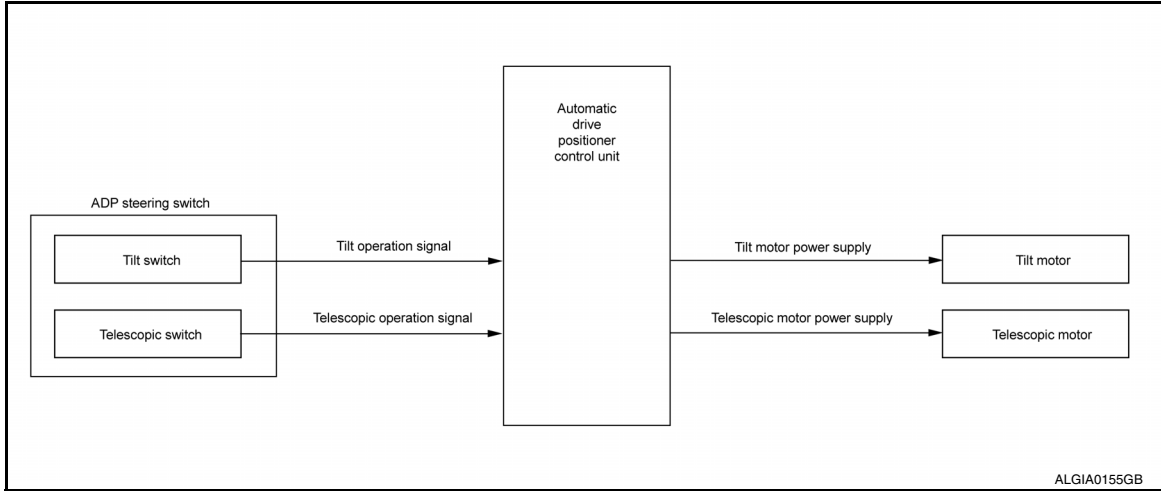 Automatic
drive
positioner
control unit
ADP steering switch
Tilt switch
Tilt operation signal
Tilt motor power supply
Tilt motor
Telescopic switch
Telescopic operation signal
Telescopic motor power supply
Telescopic motor
ALGIA0155GB